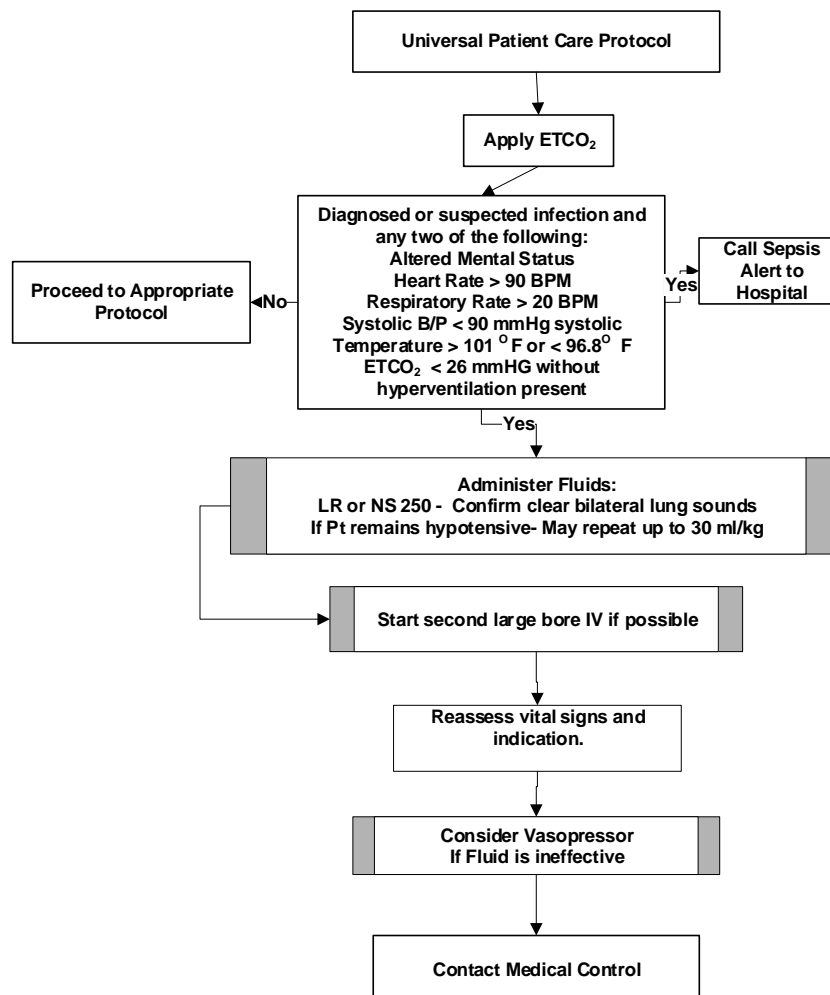 Universal Patient Care Protocol
Apply ETCO₂
Diagnosed or suspected infection and
any two of the following:
Altered Mental Status
Heart Rate > 90 BPM
Respiratory Rate > 20 BPM
Systolic B/P < 90 mmHg systolic
Temperature > 101 ᴼ F or < 96.8ᴼ F
ETCO₂ < 26 mmHG without
hyperventilation present
No
Proceed to Appropriate
Protocol
Yes
Call Sepsis
Alert to
Hospital
Yes
Administer Fluids:
LR or NS 250 - Confirm clear bilateral lung sounds
If Pt remains hypotensive- May repeat up to 30 ml/kg
Start second large bore IV if possible
Reassess vital signs and
indication.
Consider Vasopressor
If Fluid is ineffective
Contact Medical Control